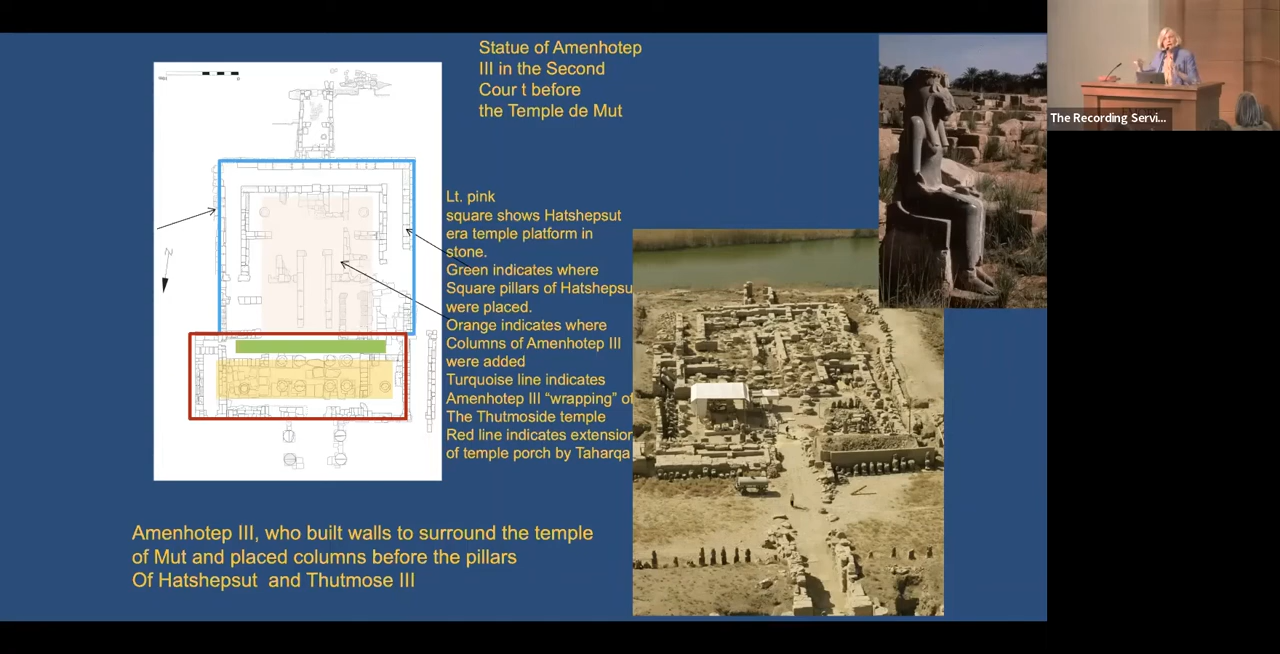 Statue of Amenhotep
III in the Second
Cour t before
the Temple de Mut
The Recording Servi...
Lt. pink
square shows Hatshepsut
era temple platform in
stone.
Green indicates where
Square pillars of Hatshepsu
were placed.
Orange indicates where
Columns of Amenhotep III
were added
Turquoise line indicates
Amenhotep III “wrapping” of
The Thutmoside temple
Red line indicates extension
of temple porch by Taharqa
Amenhotep III, who built walls to surround the temple
of Mut and placed columns before the pillars
Of Hatshepsut and Thutmose III